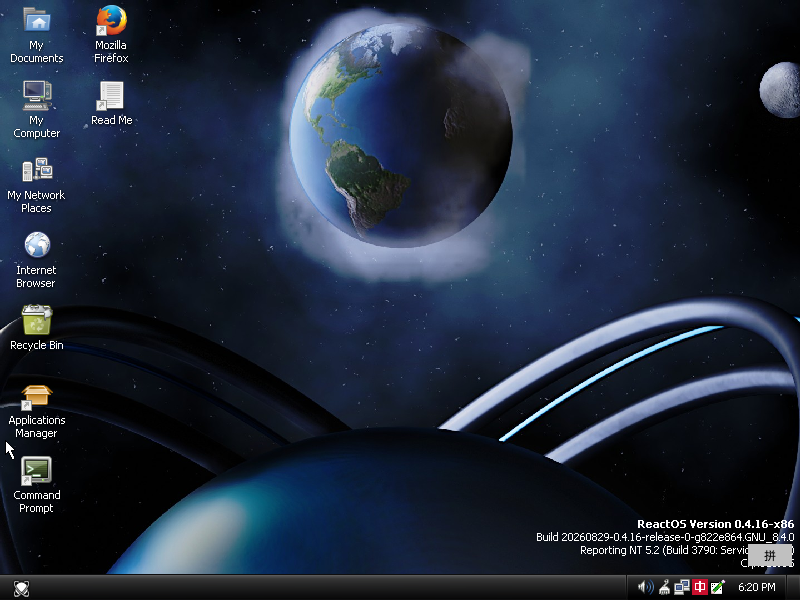 My Documents
Mozilla Firefox
My Computer
Read Me
My Network Places
Internet Browser
Recycle Bin
Applications Manager
Command Prompt
ReactOS Version 0.4.16-x86
Build 20260829-0.4.16-release-0-g822e864.GNU_8.4.0
Reporting NT 5.2 (Build 3790: Servic
拼
中
6:20 PM